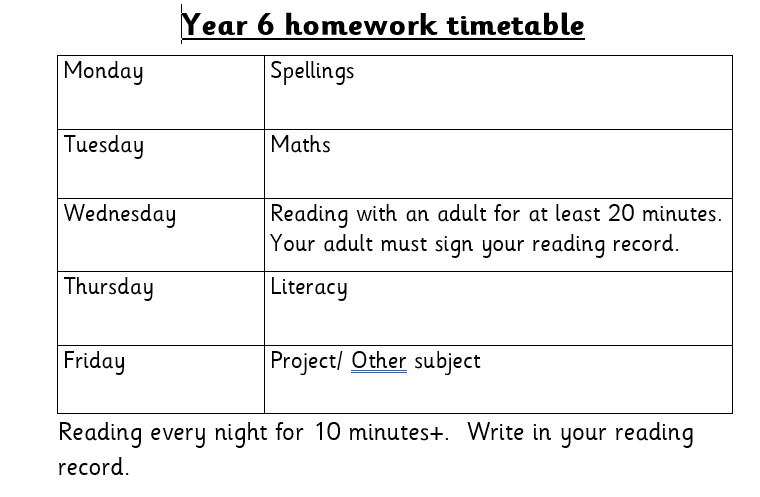 Year 6 homework timetable
Monday
Spellings
Tuesday
Maths
Wednesday
Reading with an adult for at least 20 minutes.
Your adult must sign your reading record.
Thursday
Literacy
Friday
Project/ Other subject
Reading every night for 10 minutes+. Write in your reading
record.